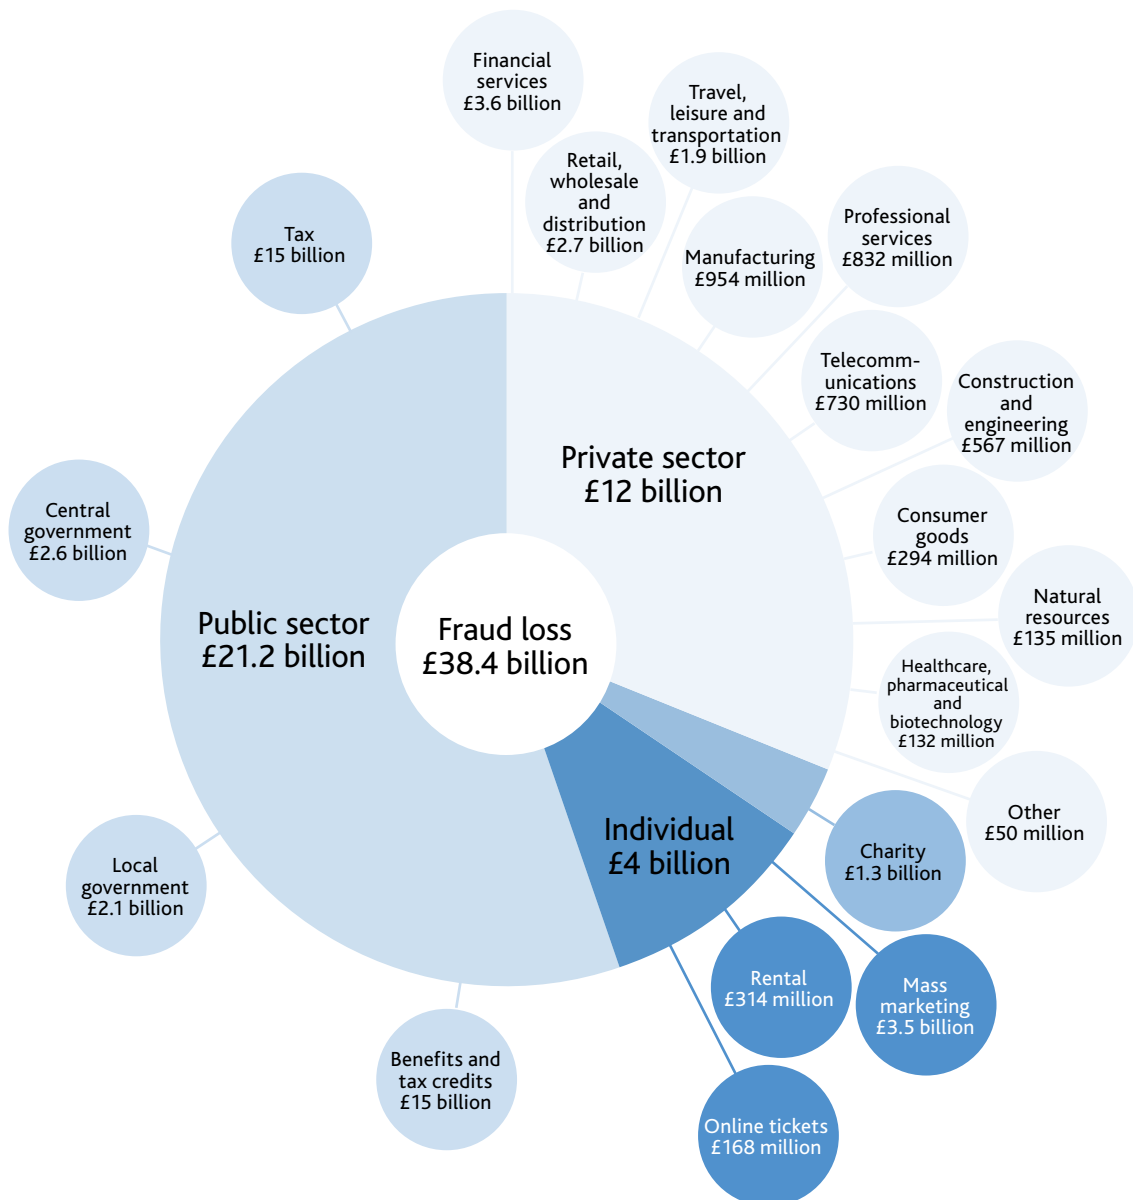 Financial
services
£3.6 billion
Travel,
leisure and
transportation
£1.9 billion
Retail,
wholesale
and
distribution
£2.7 billion
Professional
services
£832 million
Manufacturing
£954 million
Tax
£15 billion
Telecomm-
unications
£730 million
Construction
and
engineering
£567 million
Private sector
£12 billion
Central
government
£2.6 billion
Consumer
goods
£294 million
Natural
resources
£135 million
Public sector
£21.2 billion
Fraud loss
£38.4 billion
Healthcare,
pharmaceutical
and
biotechnology
£132 million
Other
£50 million
Individual
£4 billion
Charity
£1.3 billion
Local
government
£2.1 billion
Rental
£314 million
Mass
marketing
£3.5 billion
Benefits and
tax credits
£15 billion
Online tickets
£168 million